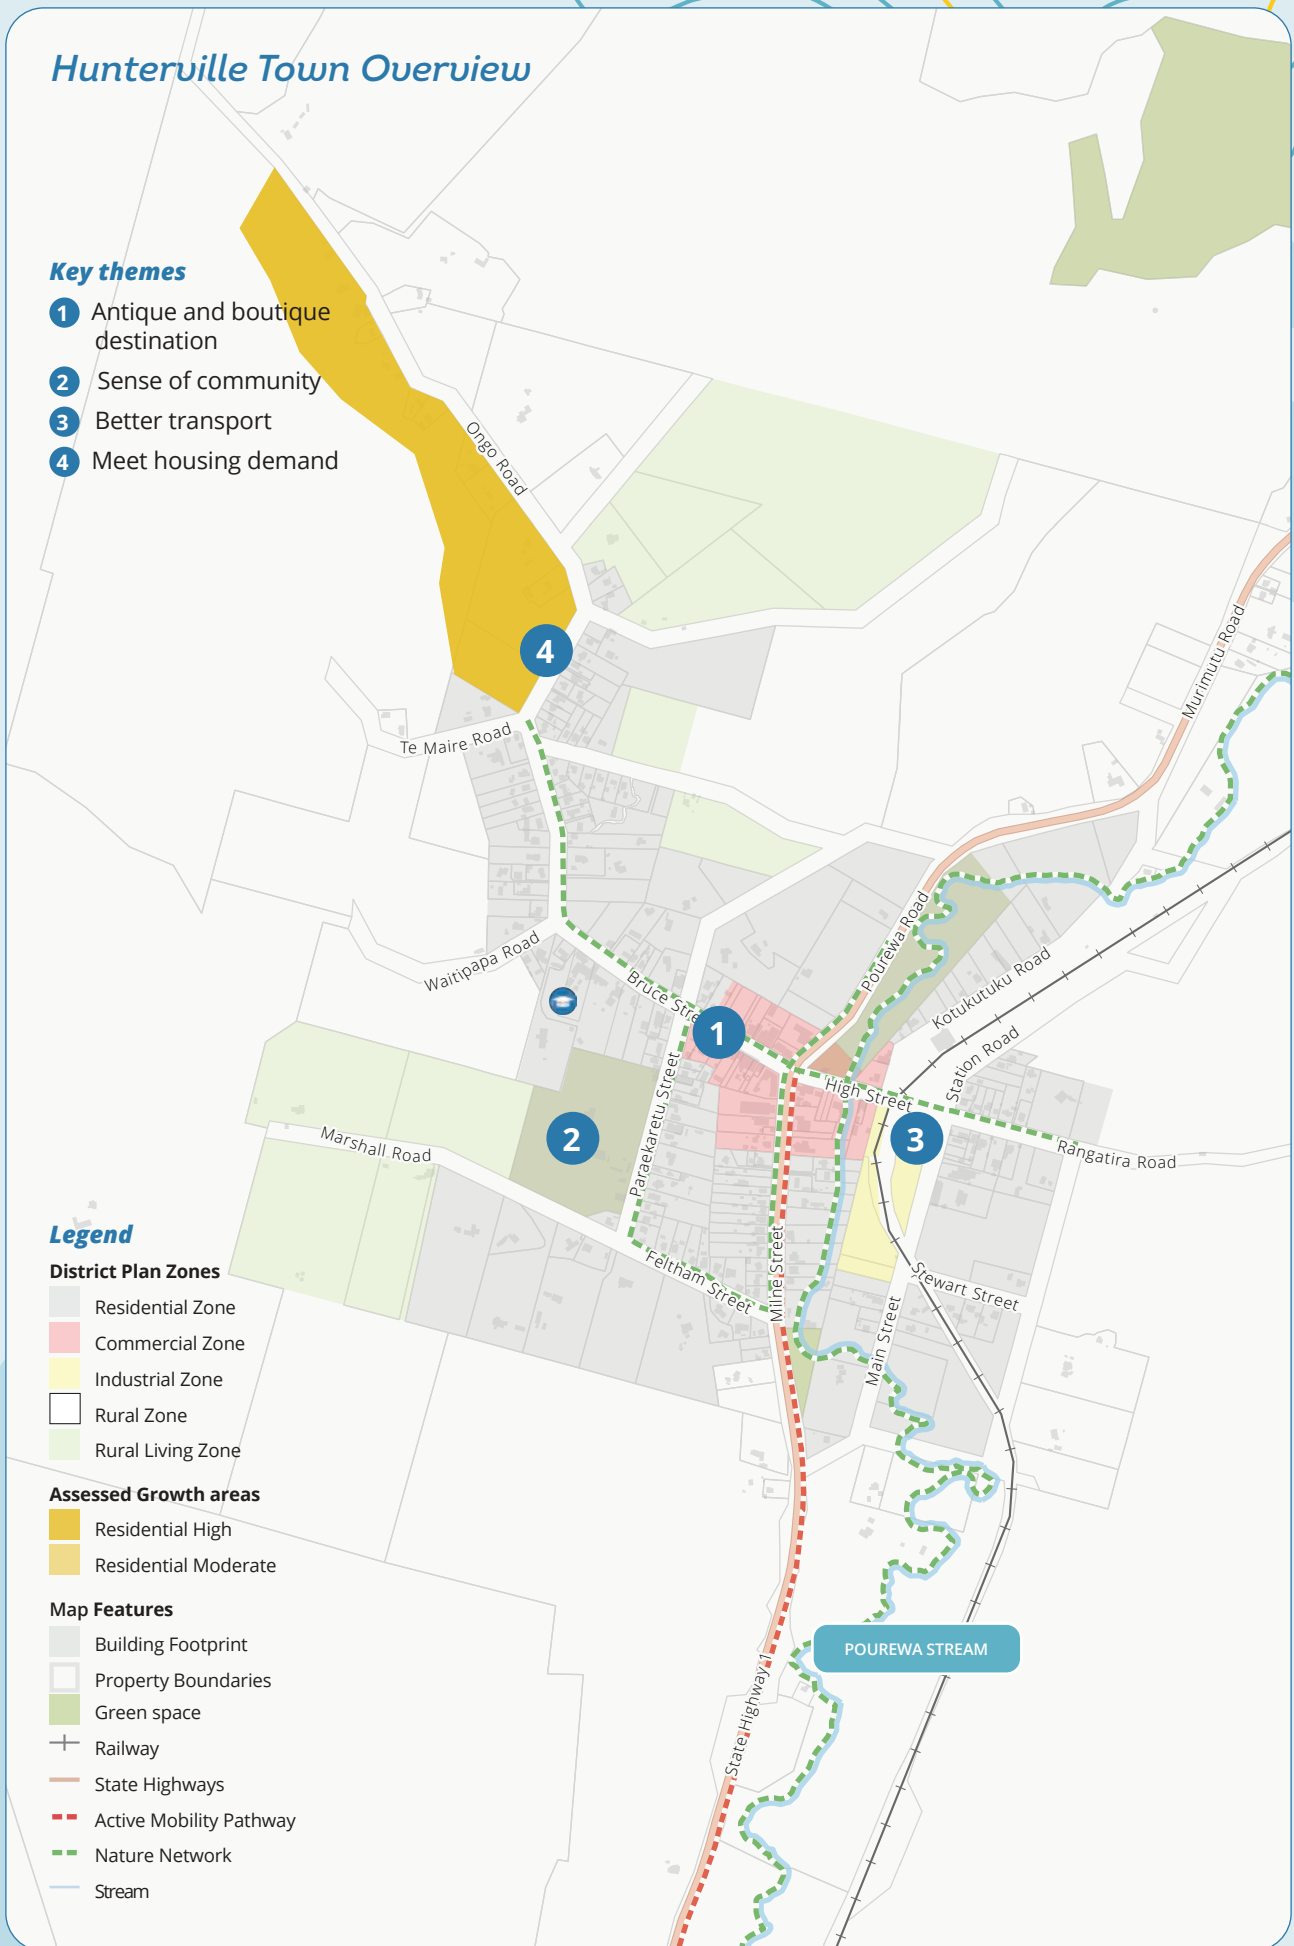 Hunterville Town Overview
Key themes
1 Antique and boutique
destination
2 Sense of community
3 Better transport
4 Meet housing demand
Ongo Road
Murimutu Road
4
Te Maire Road
Pourewa Road
Waitipapa Road
Bruce Stre
Kotukutuku Road
1
Station Road
High Street
Paraekaretu Street
2
3
Marshall Road
Rangatira Road
Feltham Street
Milne Street
Stewart Street
Main Street
POUREWA STREAM
State Highway 1
Legend
District Plan Zones
Residential Zone
Commercial Zone
Industrial Zone
Rural Zone
Rural Living Zone
Assessed Growth areas
Residential High
Residential Moderate
Map Features
Building Footprint
Property Boundaries
Green space
Railway
State Highways
Active Mobility Pathway
Nature Network
Stream